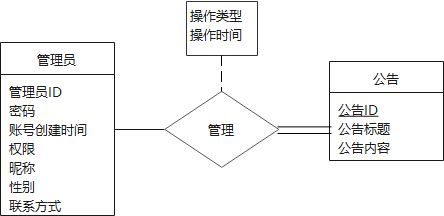 操作类型
操作时间
管理员
管理员ID
密码
账号创建时间
权限
昵称
性别
联系方式
管理
公告
公告ID
公告标题
公告内容